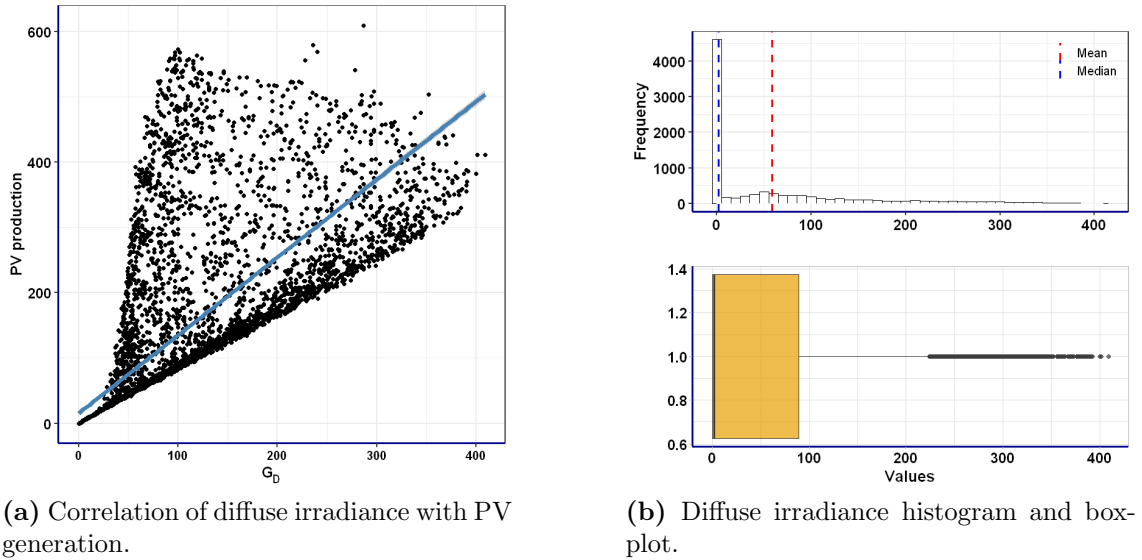 600
400
200
0
PV production
0
100
200
300
400
G_D
4000
3000
2000
1000
0
Frequency
Mean
Median
0
100
200
300
400
1.4
1.2
1.0
0.8
0.6
0
100
200
300
400
Values
(a) Correlation of diffuse irradiance with PV
generation.
(b) Diffuse irradiance histogram and box-
plot.